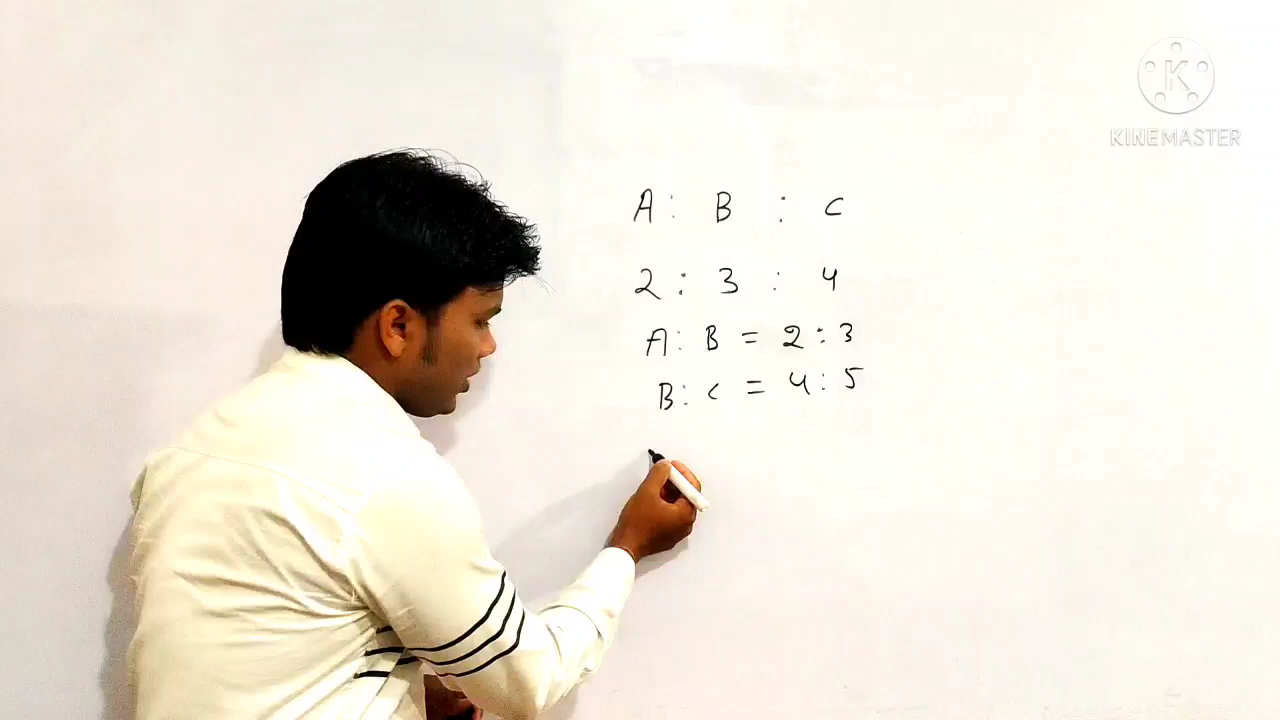 A : B : C
2 : 3 : 4
A : B = 2 : 3
B : C = 4 : 5
K
KINEMASTER